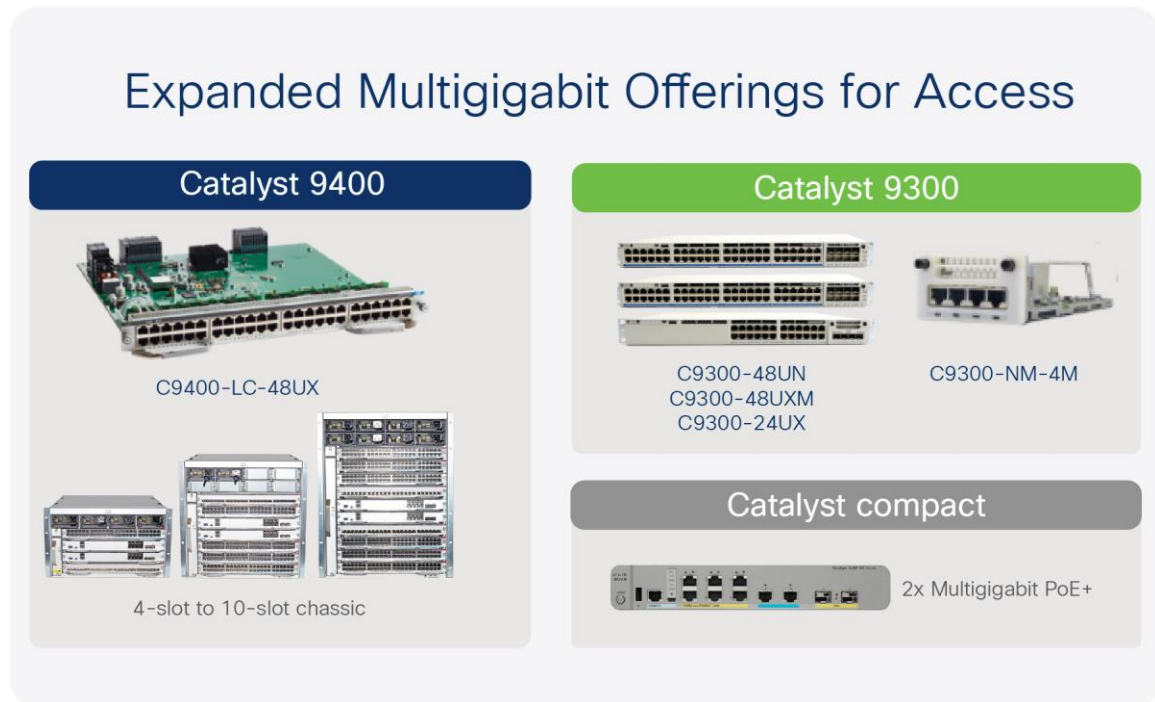 Expanded Multigigabit Offerings for Access
Catalyst 9400
C9400-LC-48UX
4-slot to 10-slot chassic
Catalyst 9300
C9300-48UN
C9300-48UXM
C9300-24UX
C9300-NM-4M
Catalyst compact
2x Multigigabit PoE+